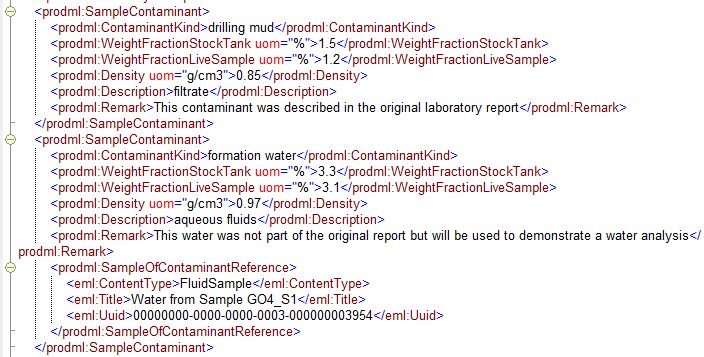 <prodml:SampleContaminant>
<prodml:ContaminantKind>drilling mud</prodml:ContaminantKind>
<prodml:WeightFractionStockTank uom="%">1.5</prodml:WeightFractionStockTank>
<prodml:WeightFractionLiveSample uom="%">1.2</prodml:WeightFractionLiveSample>
<prodml:Density uom="g/cm3">0.85</prodml:Density>
<prodml:Description>filtrate</prodml:Description>
<prodml:Remark>This contaminant was described in the original laboratory report</prodml:Remark>
</prodml:SampleContaminant>
<prodml:SampleContaminant>
<prodml:ContaminantKind>formation water</prodml:ContaminantKind>
<prodml:WeightFractionStockTank uom="%">3.3</prodml:WeightFractionStockTank>
<prodml:WeightFractionLiveSample uom="%">3.1</prodml:WeightFractionLiveSample>
<prodml:Density uom="g/cm3">0.97</prodml:Density>
<prodml:Description>aqueous fluids</prodml:Description>
<prodml:Remark>This water was not part of the original report but will be used to demonstrate a water analysis</
prodml:Remark>
<prodml:SampleOfContaminantReference>
<eml:ContentType>FluidSample</eml:ContentType>
<eml:Title>Water from Sample GO4_S1</eml:Title>
<eml:Uuid>00000000-0000-0000-0003-000000003954</eml:Uuid>
</prodml:SampleOfContaminantReference>
</prodml:SampleContaminant>